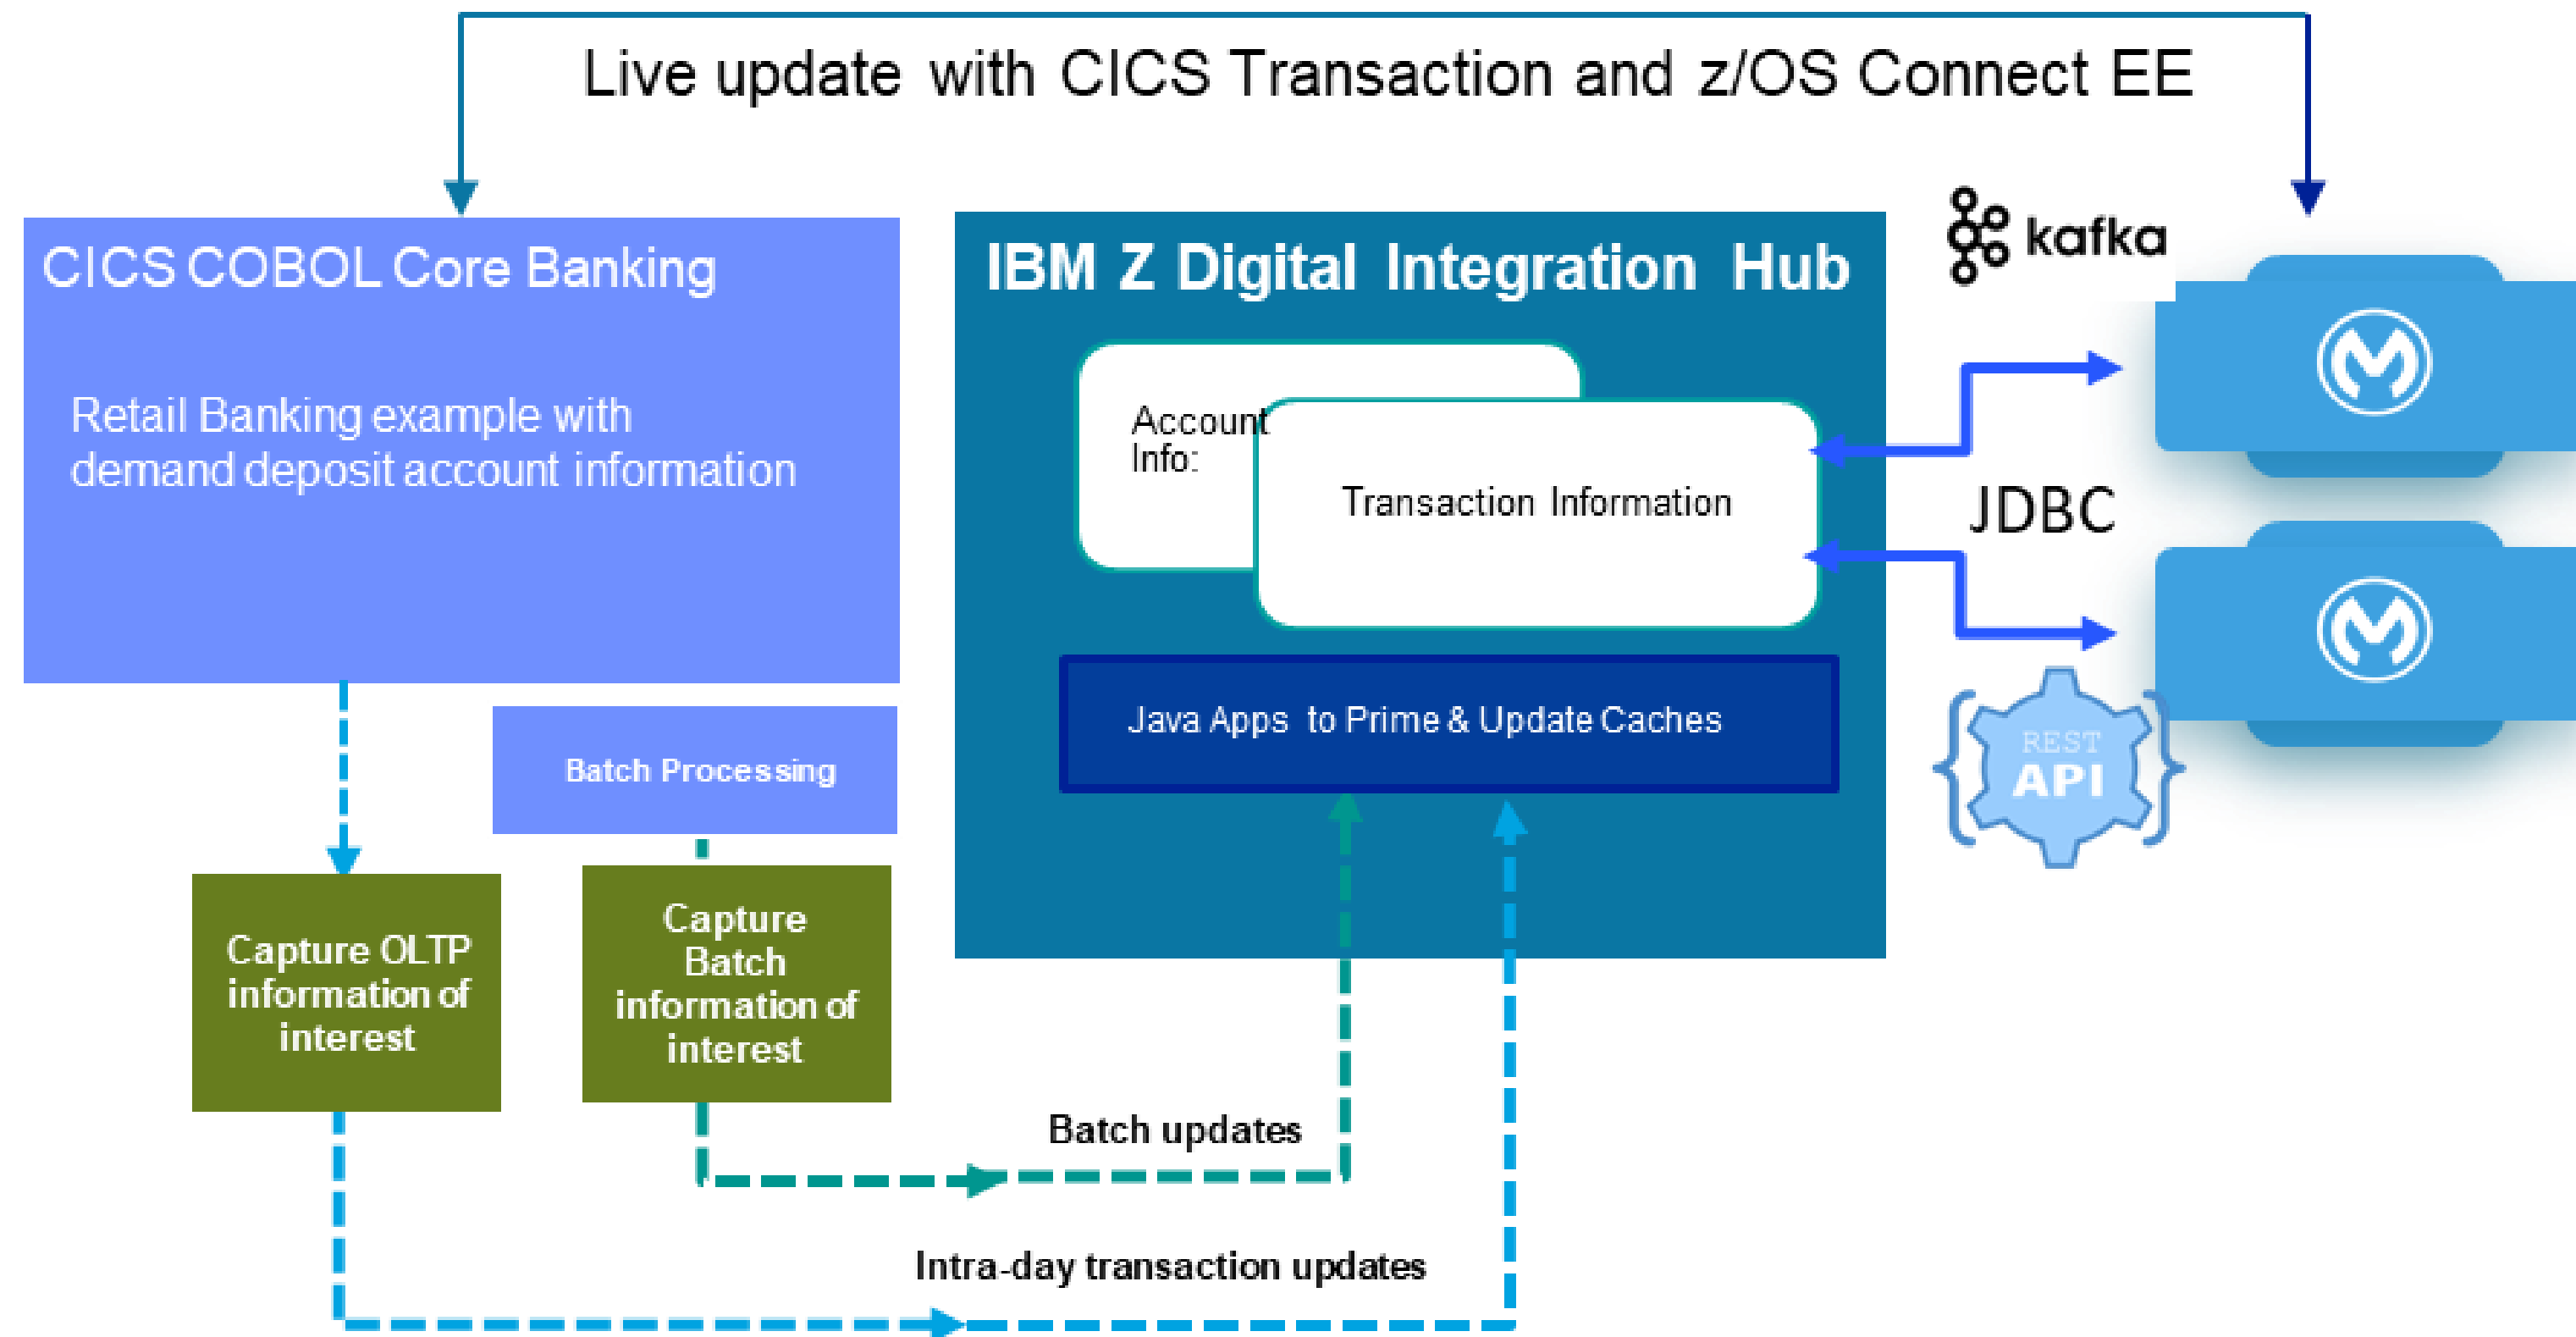 Live update with CICS Transaction and z/OS Connect EE
CICS COBOL Core Banking
Retail Banking example with
demand deposit account information
IBM Z Digital Integration Hub
kafka
Account
Info:
Transaction Information
JDBC
Java Apps to Prime & Update Caches
REST
API
Batch Processing
Capture OLTP
information of
interest
Capture
Batch
information of
interest
Batch updates
Intra-day transaction updates